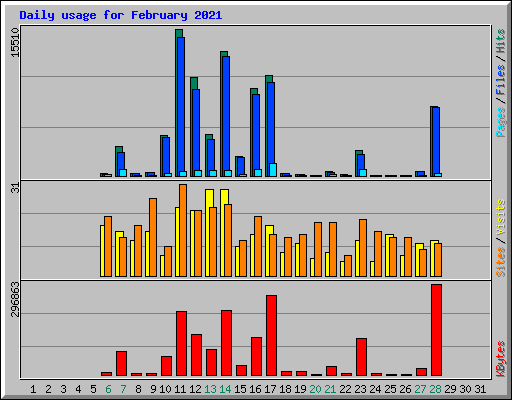 Daily usage for February 2021
15510
Pages / Files / Hits
31
Sites / Visits
296863
KBytes
1 2 3 4 5 6 7 8 9 10 11 12 13 14 15 16 17 18 19 20 21 22 23 24 25 26 27 28 29 30 31